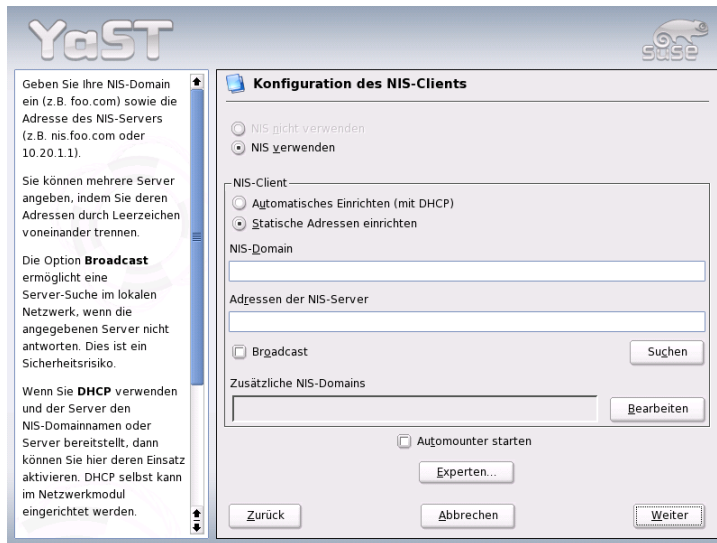 YaST
SUSE
Geben Sie Ihre NIS-Domain
ein (z.B. foo.com) sowie die
Adresse des NIS-Servers
(z.B. nis.foo.com oder
10.20.1.1).
Sie können mehrere Server
angeben, indem Sie deren
Adressen durch Leerzeichen
voneinander trennen.
Die Option Broadcast
ermöglicht eine
Server-Suche im lokalen
Netzwerk, wenn die
angegebenen Server nicht
antworten. Dies ist ein
Sicherheitsrisiko.
Wenn Sie DHCP verwenden
und der Server den
NIS-Domainnamen oder
Server bereitstellt, dann
können Sie hier deren Einsatz
aktivieren. DHCP selbst kann
im Netzwerkmodul
eingerichtet werden.
Konfiguration des NIS-Clients
NIS nicht verwenden
NIS verwenden
NIS-Client
Automatisches Einrichten (mit DHCP)
Statische Adressen einrichten
NIS-Domain
Adressen der NIS-Server
Broadcast
Suchen
Zusätzliche NIS-Domains
Bearbeiten
Automounter starten
Experten...
Zurück
Abbrechen
Weiter